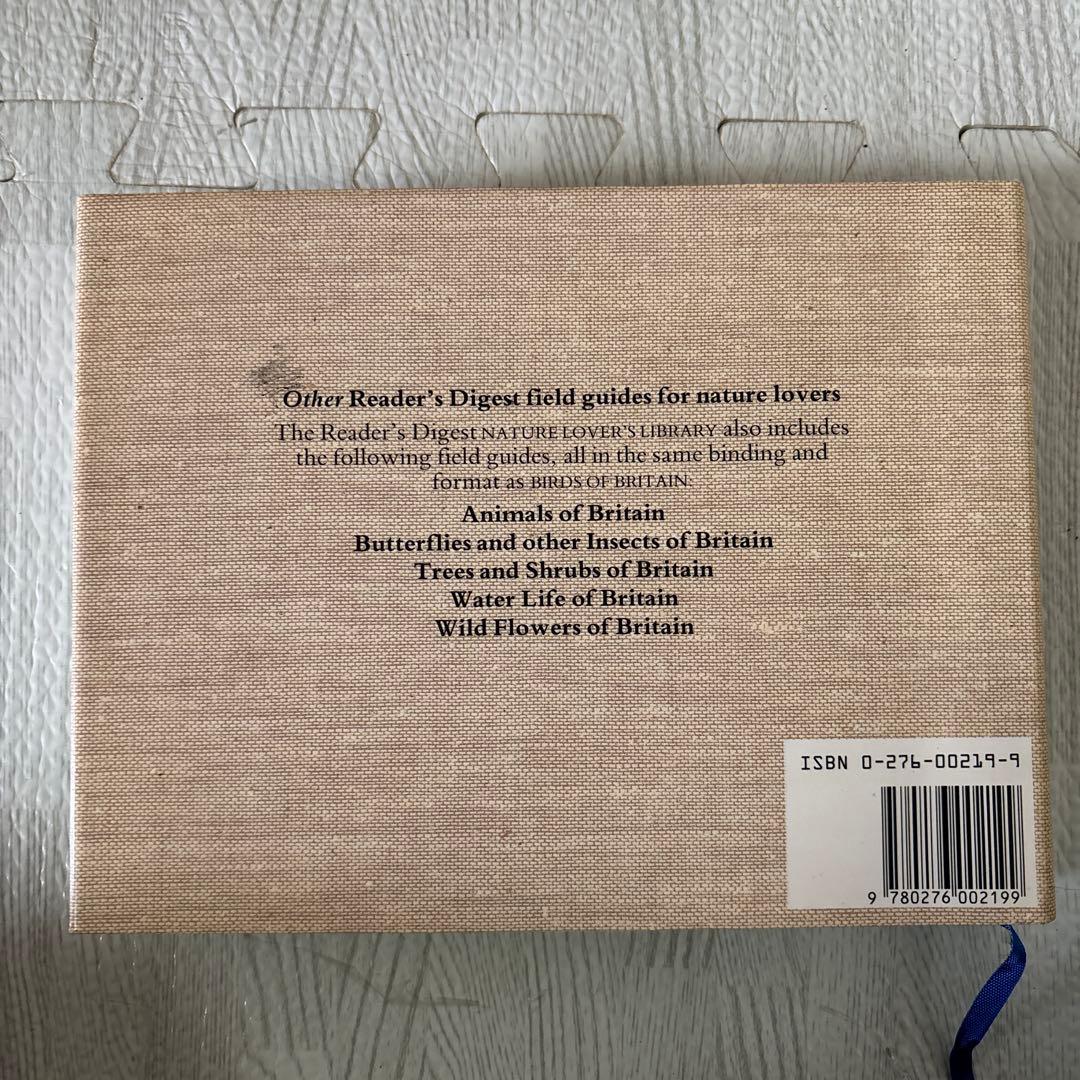 Other Reader's Digest field guides for nature lovers
The Reader's Digest NATURE LOVER'S LIBRARY also includes
the following field guides, all in the same binding and
format as BIRDS OF BRITAIN:
Animals of Britain
Butterflies and other Insects of Britain
Trees and Shrubs of Britain
Water Life of Britain
Wild Flowers of Britain
ISBN 0-276-00219-9
9 780276 002199